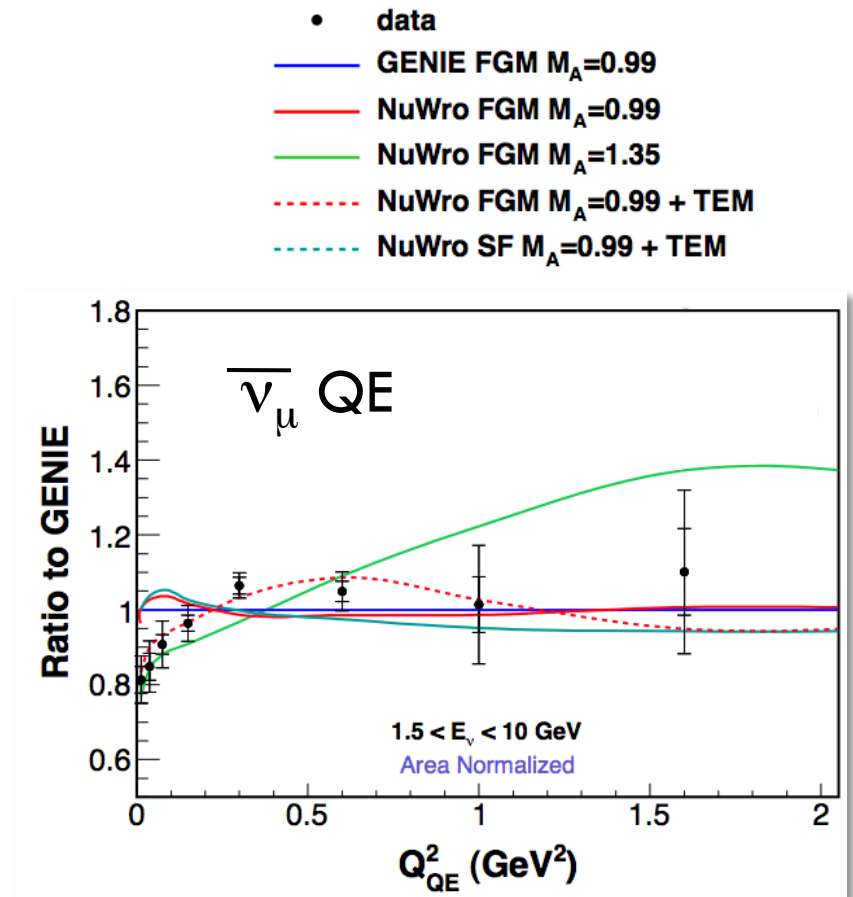 data
GENIE FGM M_A=0.99
NuWro FGM M_A=0.99
NuWro FGM M_A=1.35
NuWro FGM M_A=0.99 + TEM
NuWro SF M_A=0.99 + TEM
1.8
1.6
1.4
1.2
1
0.8
0.6
Ratio to GENIE
ν̅_μ QE
1.5 < E_ν < 10 GeV
Area Normalized
0 0.5 1 1.5 2
Q²_QE (GeV²)